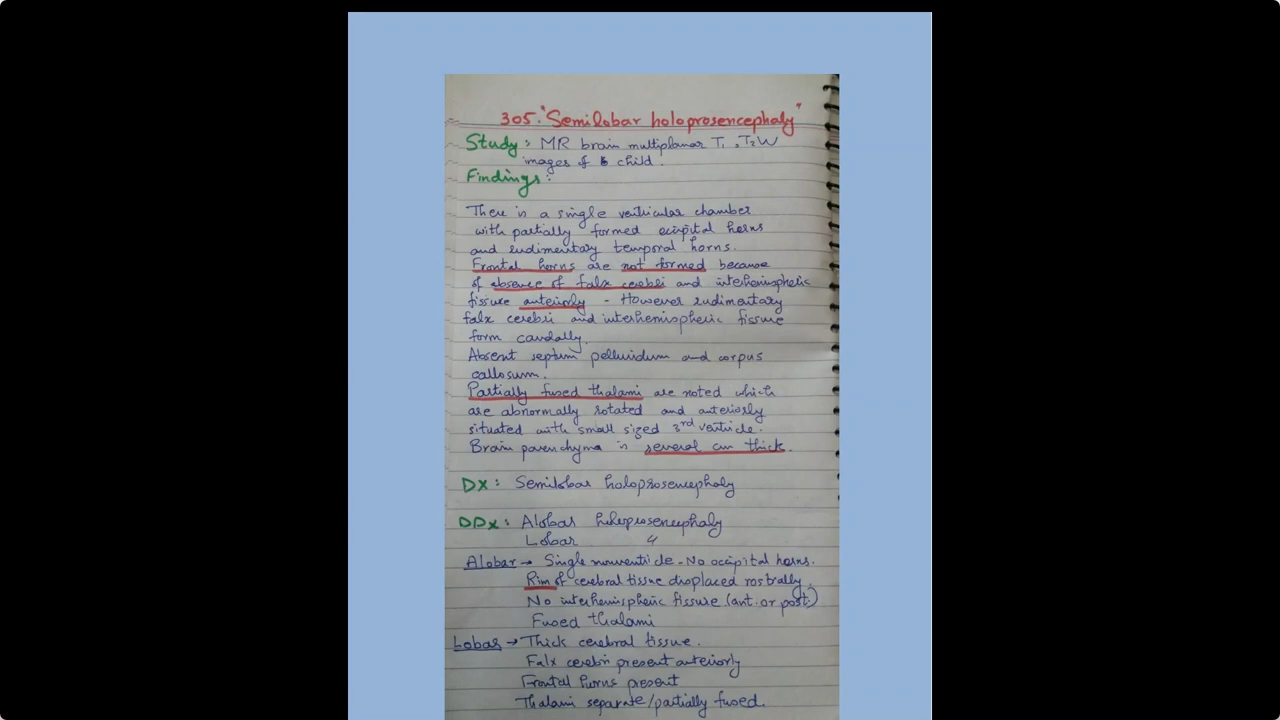 305. "Semilobar holoprosencephaly"
Study: MR brain multiplanar T1, T2W
images of child.
Findings:
There is a single ventricular chamber
with partially formed occipital horns
and rudimentary temporal horns.
Frontal horns are not formed because
of absence of falx cerebri and interhemispheric
fissure anteriorly - However rudimentary
falx cerebri and interhemispheric fissure
form caudally.
Absent septum pellucidum and corpus
callosum.
Partially fused thalami are noted which
are abnormally rotated and anteriorly
situated with small sized 3rd ventricle.
Brain parenchyma is several cm thick.
DX: Semilobar holoprosencephaly
DDx: Alobar holoprosencephaly
Lobar "
Alobar → Single monoventricle - No occipital horns.
Rim of cerebral tissue displaced rostrally.
No interhemispheric fissure (ant. or post.)
Fused thalami
Lobar → Thick cerebral tissue.
Falx cerebri present anteriorly
Frontal horns present
Thalami separate/partially fused.